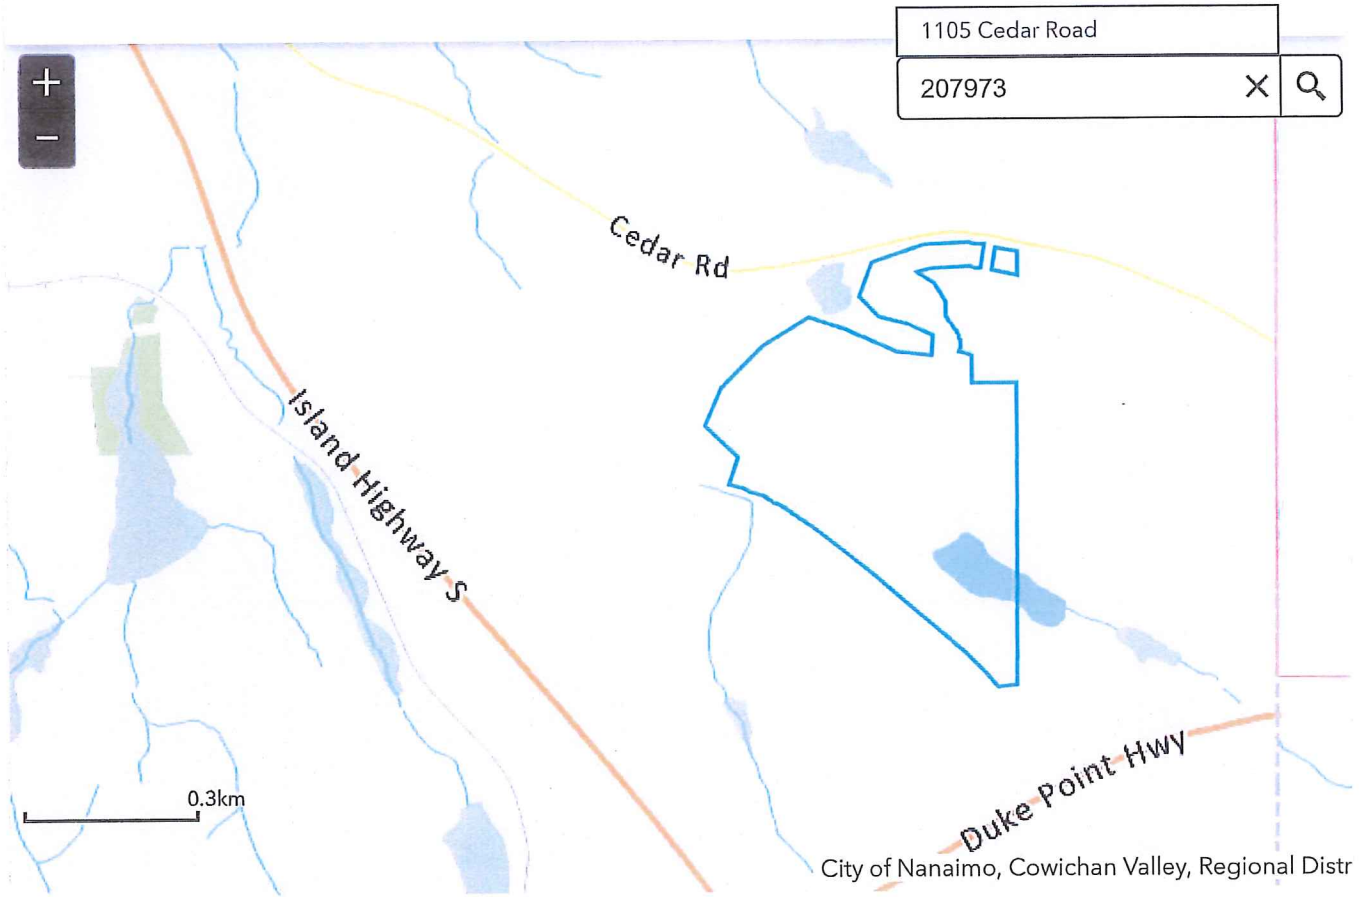 1105 Cedar Road
207973
+
−
Cedar Rd
Island Highway S
0.3km
Duke Point Hwy
City of Nanaimo, Cowichan Valley, Regional Distr